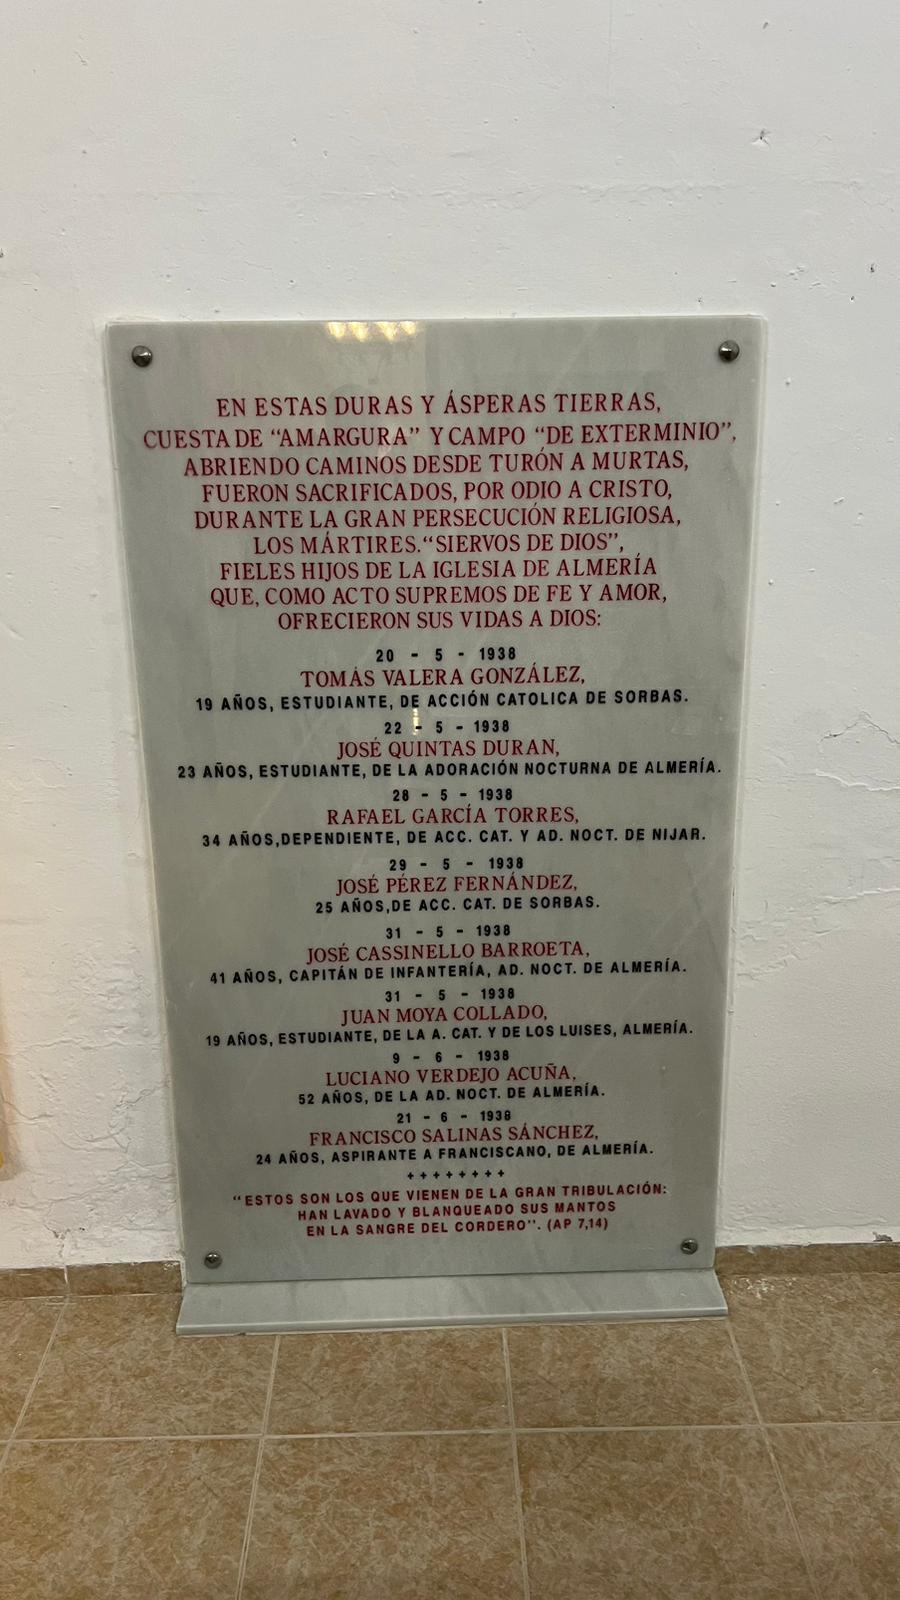 EN ESTAS DURAS Y ÁSPERAS TIERRAS,
CUESTA DE "AMARGURA" Y CAMPO "DE EXTERMINIO",
ABRIENDO CAMINOS DESDE TURÓN A MURTAS,
FUERON SACRIFICADOS, POR ODIO A CRISTO,
DURANTE LA GRAN PERSECUCIÓN RELIGIOSA,
LOS MÁRTIRES."SIERVOS DE DIOS",
FIELES HIJOS DE LA IGLESIA DE ALMERÍA
QUE, COMO ACTO SUPREMOS DE FE Y AMOR,
OFRECIERON SUS VIDAS A DIOS:
20 - 5 - 1938
TOMÁS VALERA GONZÁLEZ,
19 AÑOS, ESTUDIANTE, DE ACCIÓN CATOLICA DE SORBAS.
22 - 5 - 1938
JOSÉ QUINTAS DURAN,
23 AÑOS, ESTUDIANTE, DE LA ADORACIÓN NOCTURNA DE ALMERÍA.
28 - 5 - 1938
RAFAEL GARCÍA TORRES,
34 AÑOS,DEPENDIENTE, DE ACC. CAT. Y AD. NOCT. DE NIJAR.
29 - 5 - 1938
JOSÉ PÉREZ FERNÁNDEZ,
25 AÑOS,DE ACC. CAT. DE SORBAS.
31 - 5 - 1938
JOSÉ CASSINELLO BARROETA,
41 AÑOS, CAPITÁN DE INFANTERÍA, AD. NOCT. DE ALMERÍA.
31 - 5 - 1938
JUAN MOYA COLLADO,
19 AÑOS, ESTUDIANTE, DE LA A. CAT. Y DE LOS LUISES, ALMERÍA.
9 - 6 - 1938
LUCIANO VERDEJO ACUÑA,
52 AÑOS, DE LA AD. NOCT. DE ALMERÍA.
21 - 6 - 1938
FRANCISCO SALINAS SÁNCHEZ,
24 AÑOS, ASPIRANTE A FRANCISCANO, DE ALMERÍA.
++++++++
"ESTOS SON LOS QUE VIENEN DE LA GRAN TRIBULACIÓN:
HAN LAVADO Y BLANQUEADO SUS MANTOS
EN LA SANGRE DEL CORDERO". (AP 7,14)